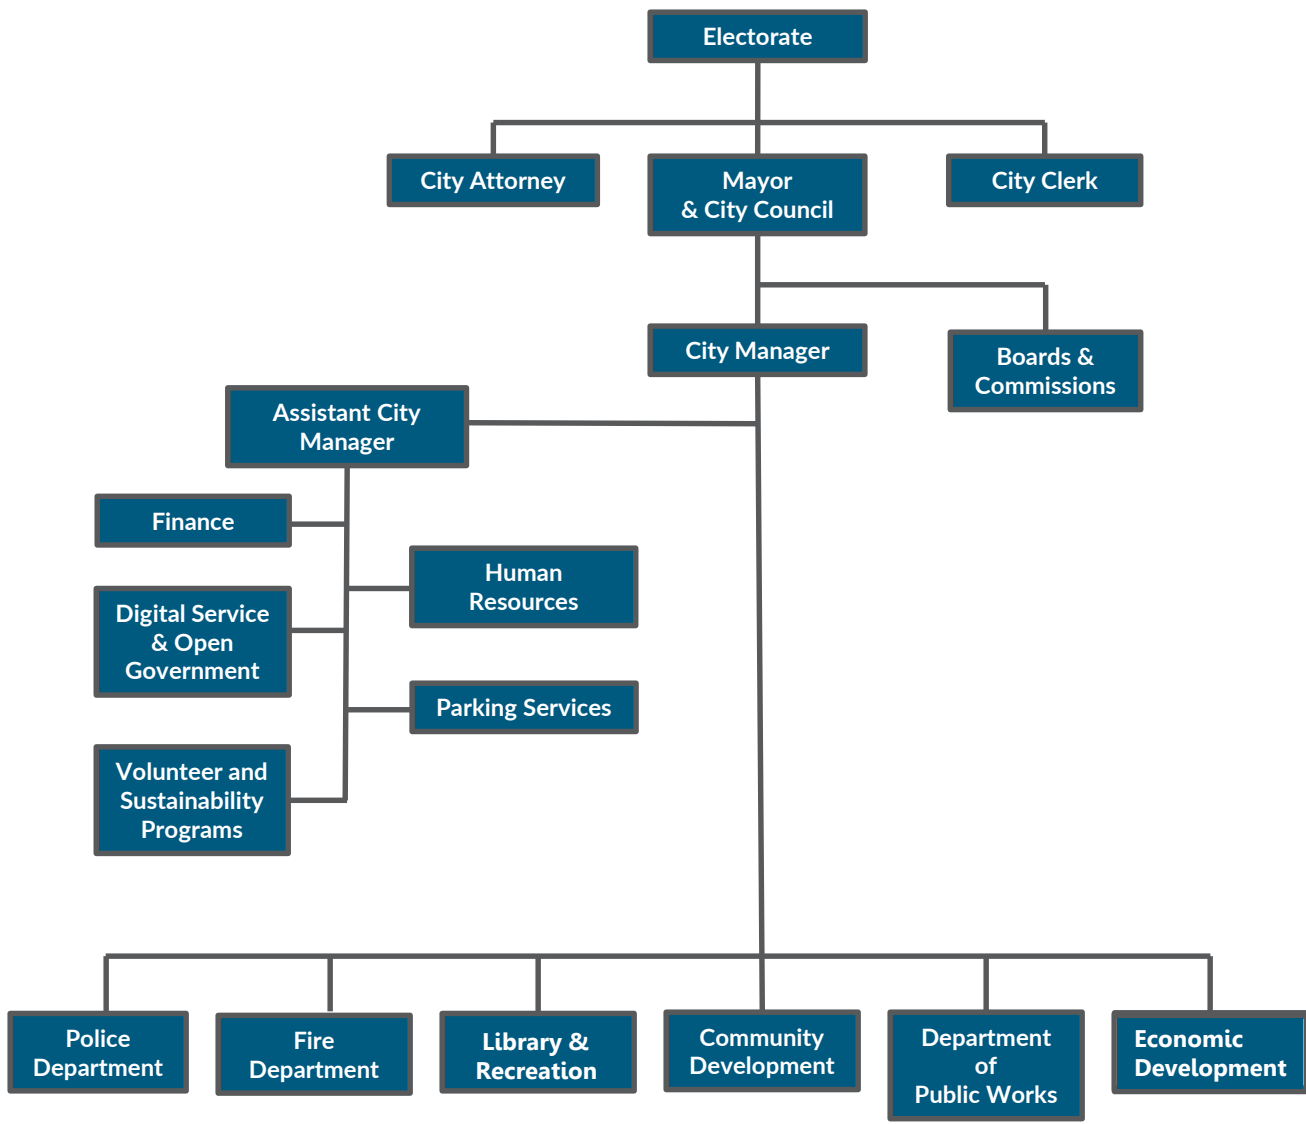 Electorate
City Attorney
Mayor
& City Council
City Clerk
City Manager
Boards &
Commissions
Assistant City
Manager
Finance
Human
Resources
Digital Service
& Open
Government
Parking Services
Volunteer and
Sustainability
Programs
Police
Department
Fire
Department
Library &
Recreation
Community
Development
Department
of
Public Works
Economic
Development